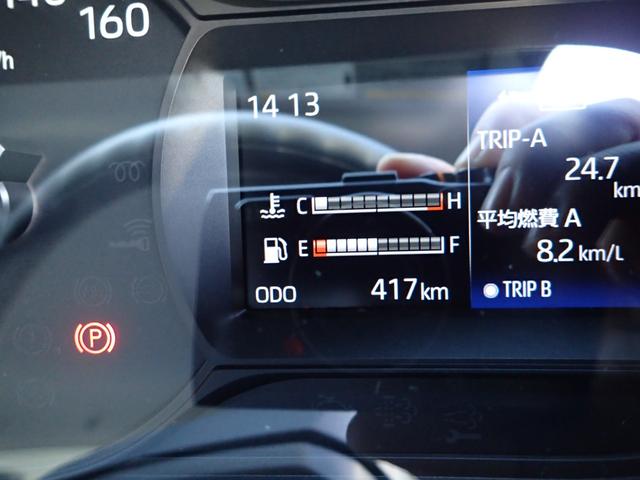 160
14 13
TRIP-A
24.7
km
C H
平均燃費 A
8.2 km/L
E F
ODO 417 km
TRIP B
P